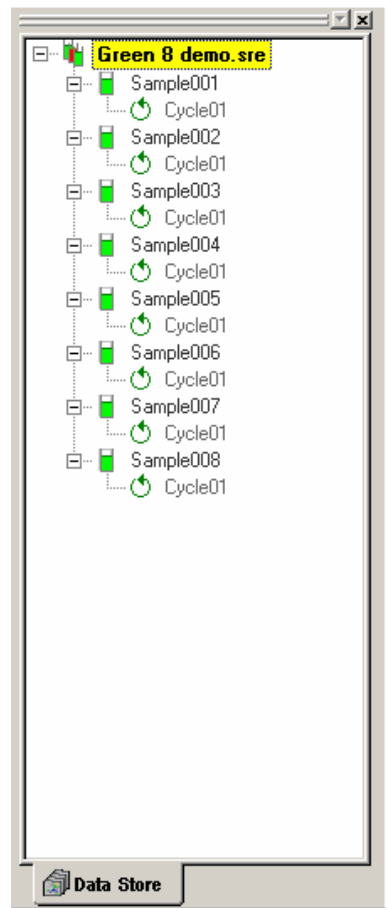 Green 8 demo.sre
Sample001
Cycle01
Sample002
Cycle01
Sample003
Cycle01
Sample004
Cycle01
Sample005
Cycle01
Sample006
Cycle01
Sample007
Cycle01
Sample008
Cycle01
Data Store